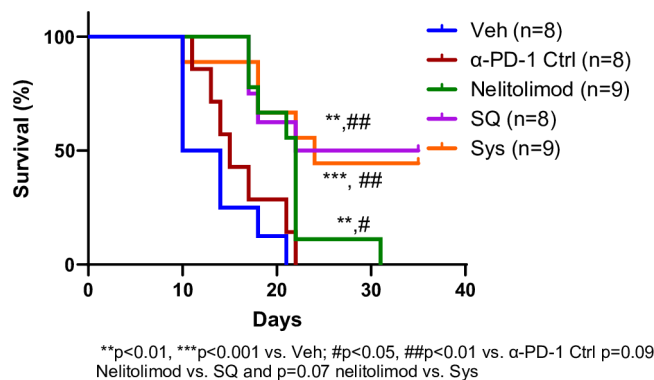 Survival (%)
100
50
0
0 10 20 30 40
Days
Veh (n=8)
α-PD-1 Ctrl (n=8)
Nelitolimod (n=9)
SQ (n=8)
Sys (n=9)
**,##
***, ##
**,#
**p<0.01, ***p<0.001 vs. Veh; #p<0.05, ##p<0.01 vs. α-PD-1 Ctrl p=0.09
Nelitolimod vs. SQ and p=0.07 nelitolimod vs. Sys